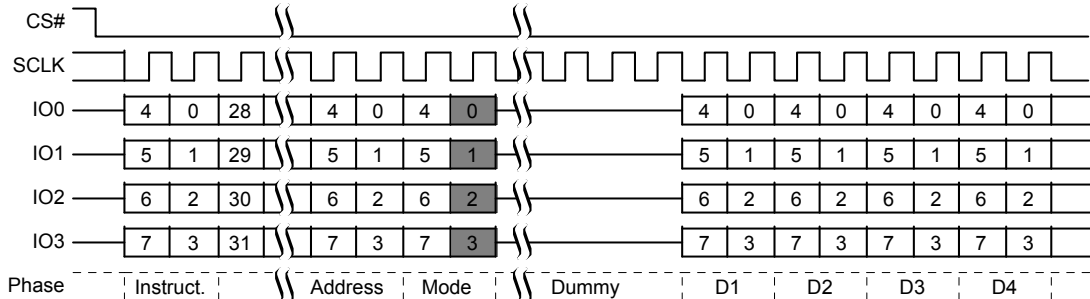 CS#
SCLK
IO0 4 0 28 4 0 4 0 4 0 4 0 4 0 4 0
IO1 5 1 29 5 1 5 1 5 1 5 1 5 1 5 1
IO2 6 2 30 6 2 6 2 6 2 6 2 6 2 6 2
IO3 7 3 31 7 3 7 3 7 3 7 3 7 3 7 3
Phase Instruct. Address Mode Dummy D1 D2 D3 D4